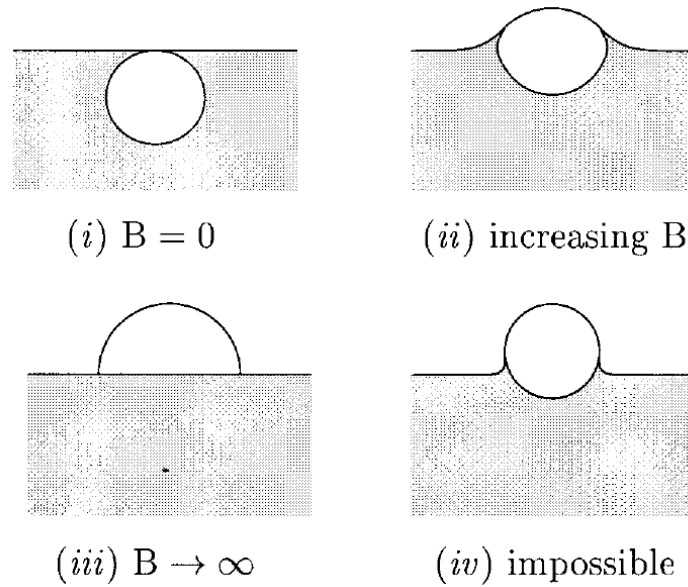 (i) B = 0
(ii) increasing B
(iii) B → ∞
(iv) impossible